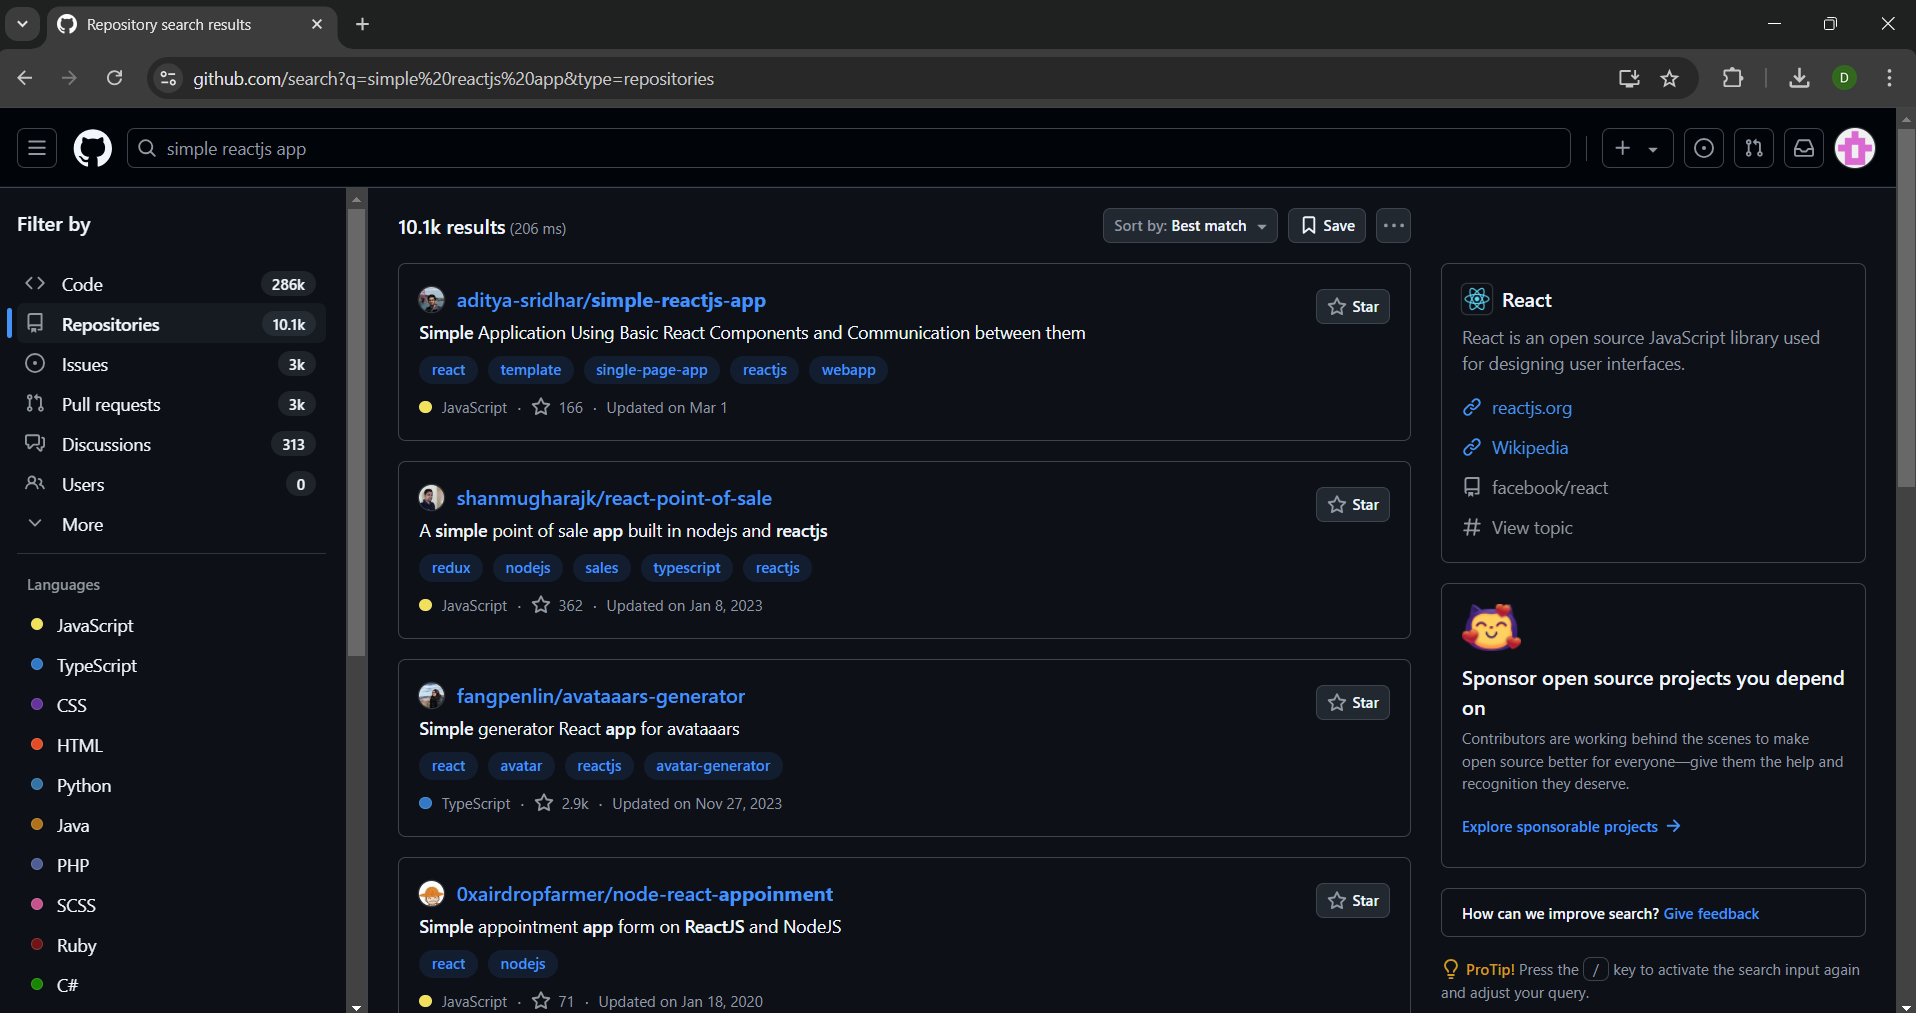 Repository search results
github.com/search?q=simple%20reactjs%20app&type=repositories
D
simple reactjs app
Filter by
Code 286k
Repositories 10.1k
Issues 3k
Pull requests 3k
Discussions 313
Users 0
More
Languages
JavaScript
TypeScript
CSS
HTML
Python
Java
PHP
SCSS
Ruby
C#
10.1k results (206 ms)
Sort by: Best match
Save
aditya-sridhar/simple-reactjs-app
Star
Simple Application Using Basic React Components and Communication between them
react template single-page-app reactjs webapp
JavaScript · 166 · Updated on Mar 1
shanmugharajk/react-point-of-sale
Star
A simple point of sale app built in nodejs and reactjs
redux nodejs sales typescript reactjs
JavaScript · 362 · Updated on Jan 8, 2023
fangpenlin/avataaars-generator
Star
Simple generator React app for avataaars
react avatar reactjs avatar-generator
TypeScript · 2.9k · Updated on Nov 27, 2023
0xairdropfarmer/node-react-appoinment
Star
Simple appointment app form on ReactJS and NodeJS
react nodejs
JavaScript · 71 · Updated on Jan 18, 2020
React
React is an open source JavaScript library used
for designing user interfaces.
reactjs.org
Wikipedia
facebook/react
# View topic
Sponsor open source projects you depend
on
Contributors are working behind the scenes to make
open source better for everyone—give them the help and
recognition they deserve.
Explore sponsorable projects →
How can we improve search? Give feedback
ProTip! Press the / key to activate the search input again
and adjust your query.